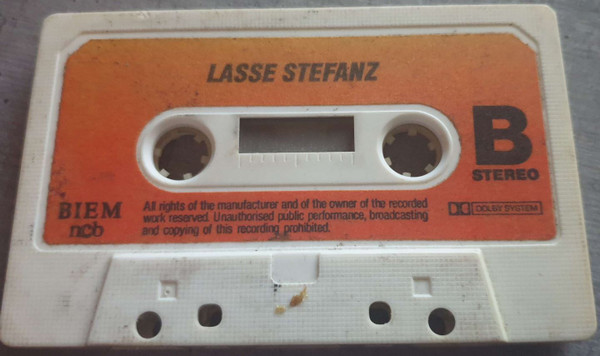 LASSE STEFANZ
B
STEREO
BIEM
ncb
All rights of the manufacturer and of the owner of the recorded
work reserved. Unauthorised public performance, broadcasting
and copying of this recording prohibited.
DOLBY SYSTEM